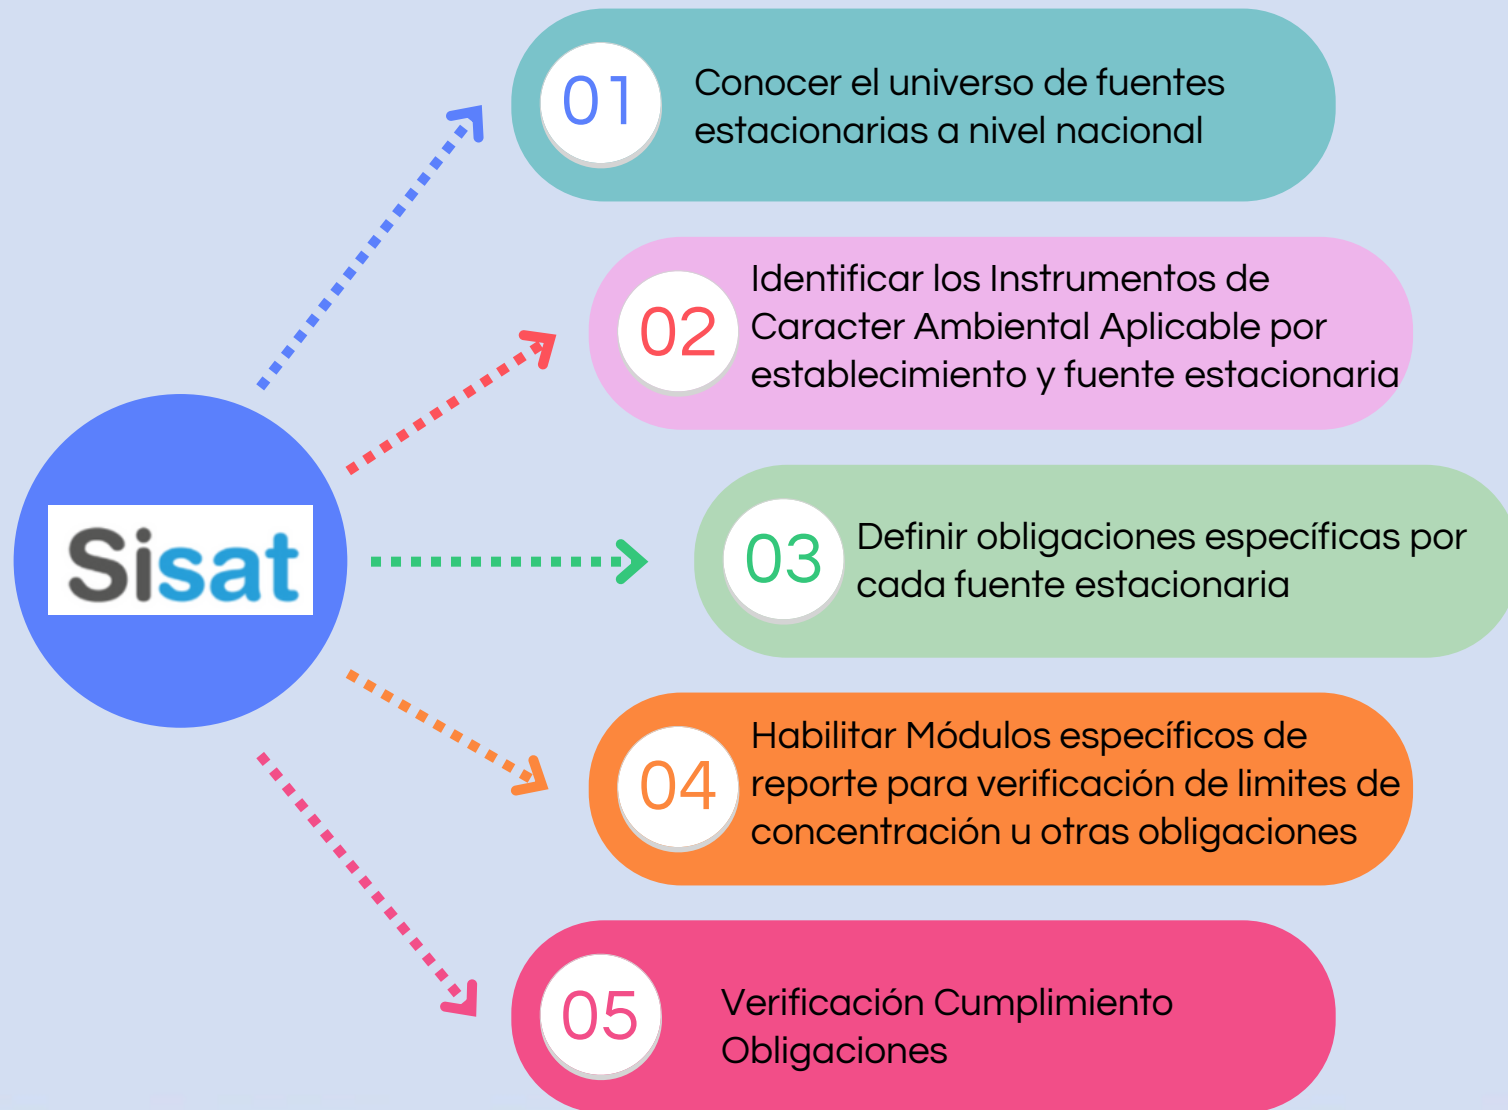 01
Conocer el universo de fuentes
estacionarias a nivel nacional
02
Identificar los Instrumentos de
Caracter Ambiental Aplicable por
establecimiento y fuente estacionaria
Sisat
03
Definir obligaciones específicas por
cada fuente estacionaria
04
Habilitar Módulos específicos de
reporte para verificación de limites de
concentración u otras obligaciones
05
Verificación Cumplimiento
Obligaciones